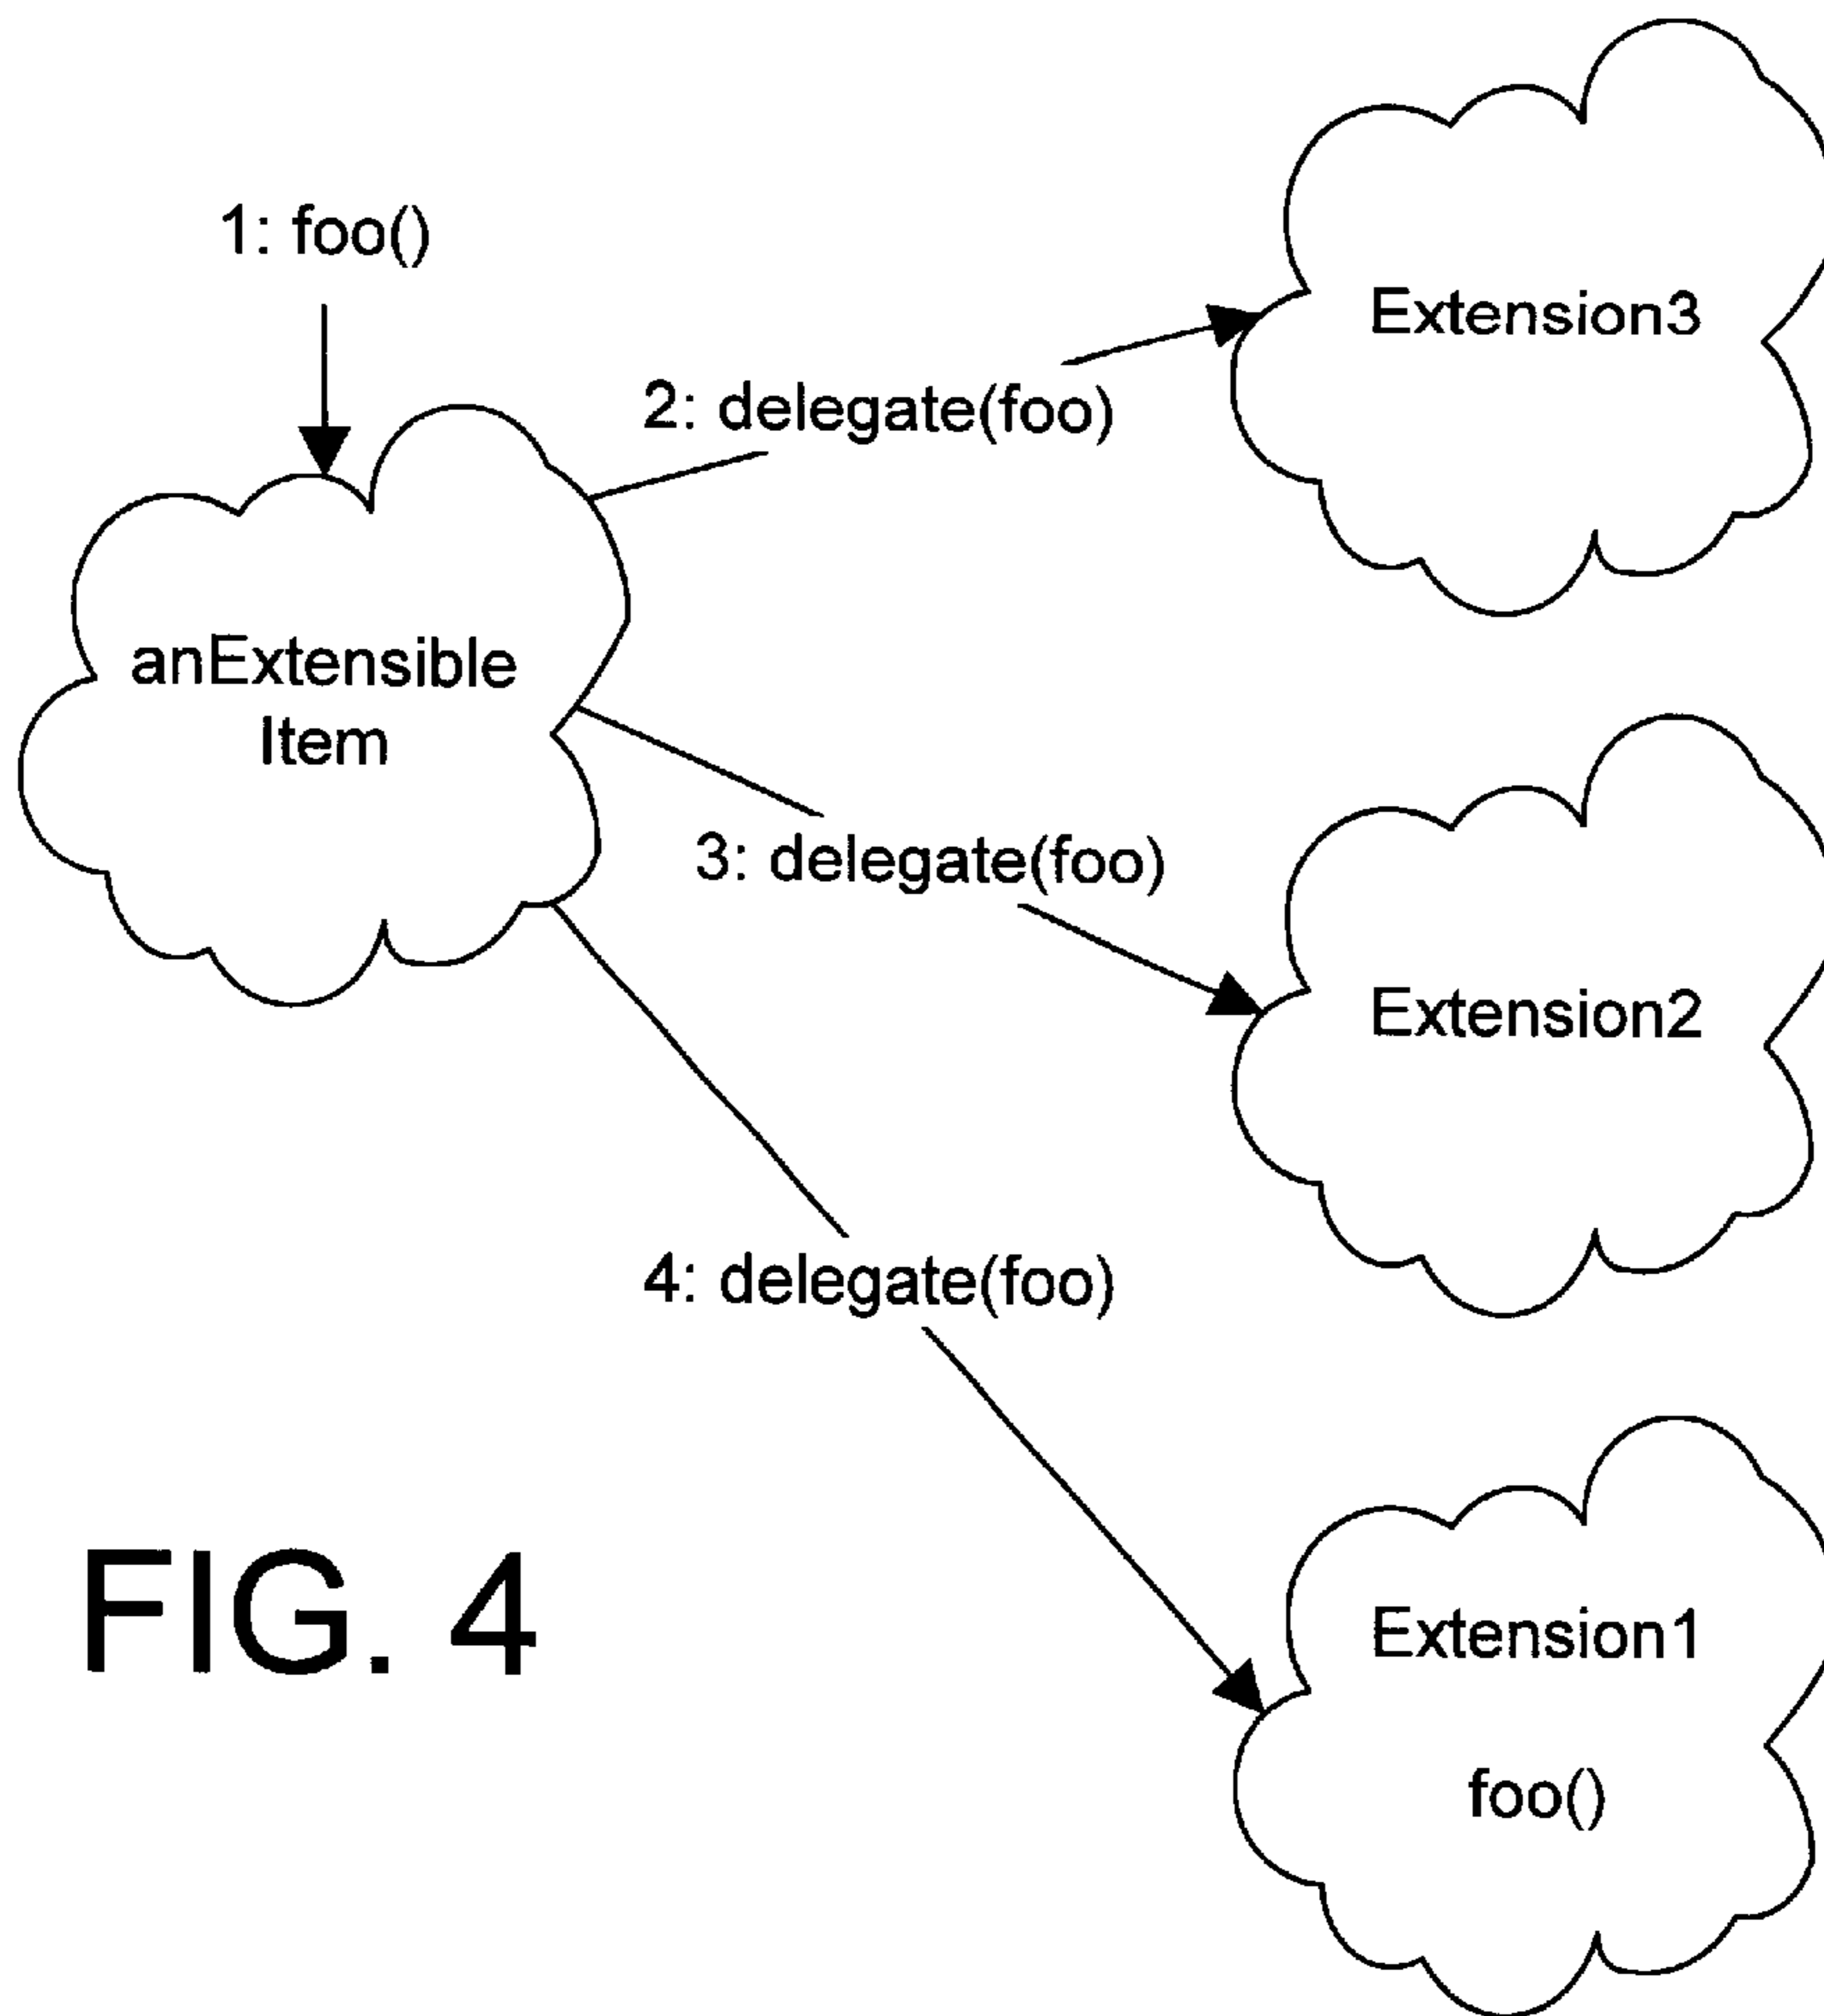 1: foo()
Extension3
2: delegate(foo)
anExtensible
Item
3: delegate(foo)
Extension2
4: delegate(foo)
FIG. 4
Extension1
foo()